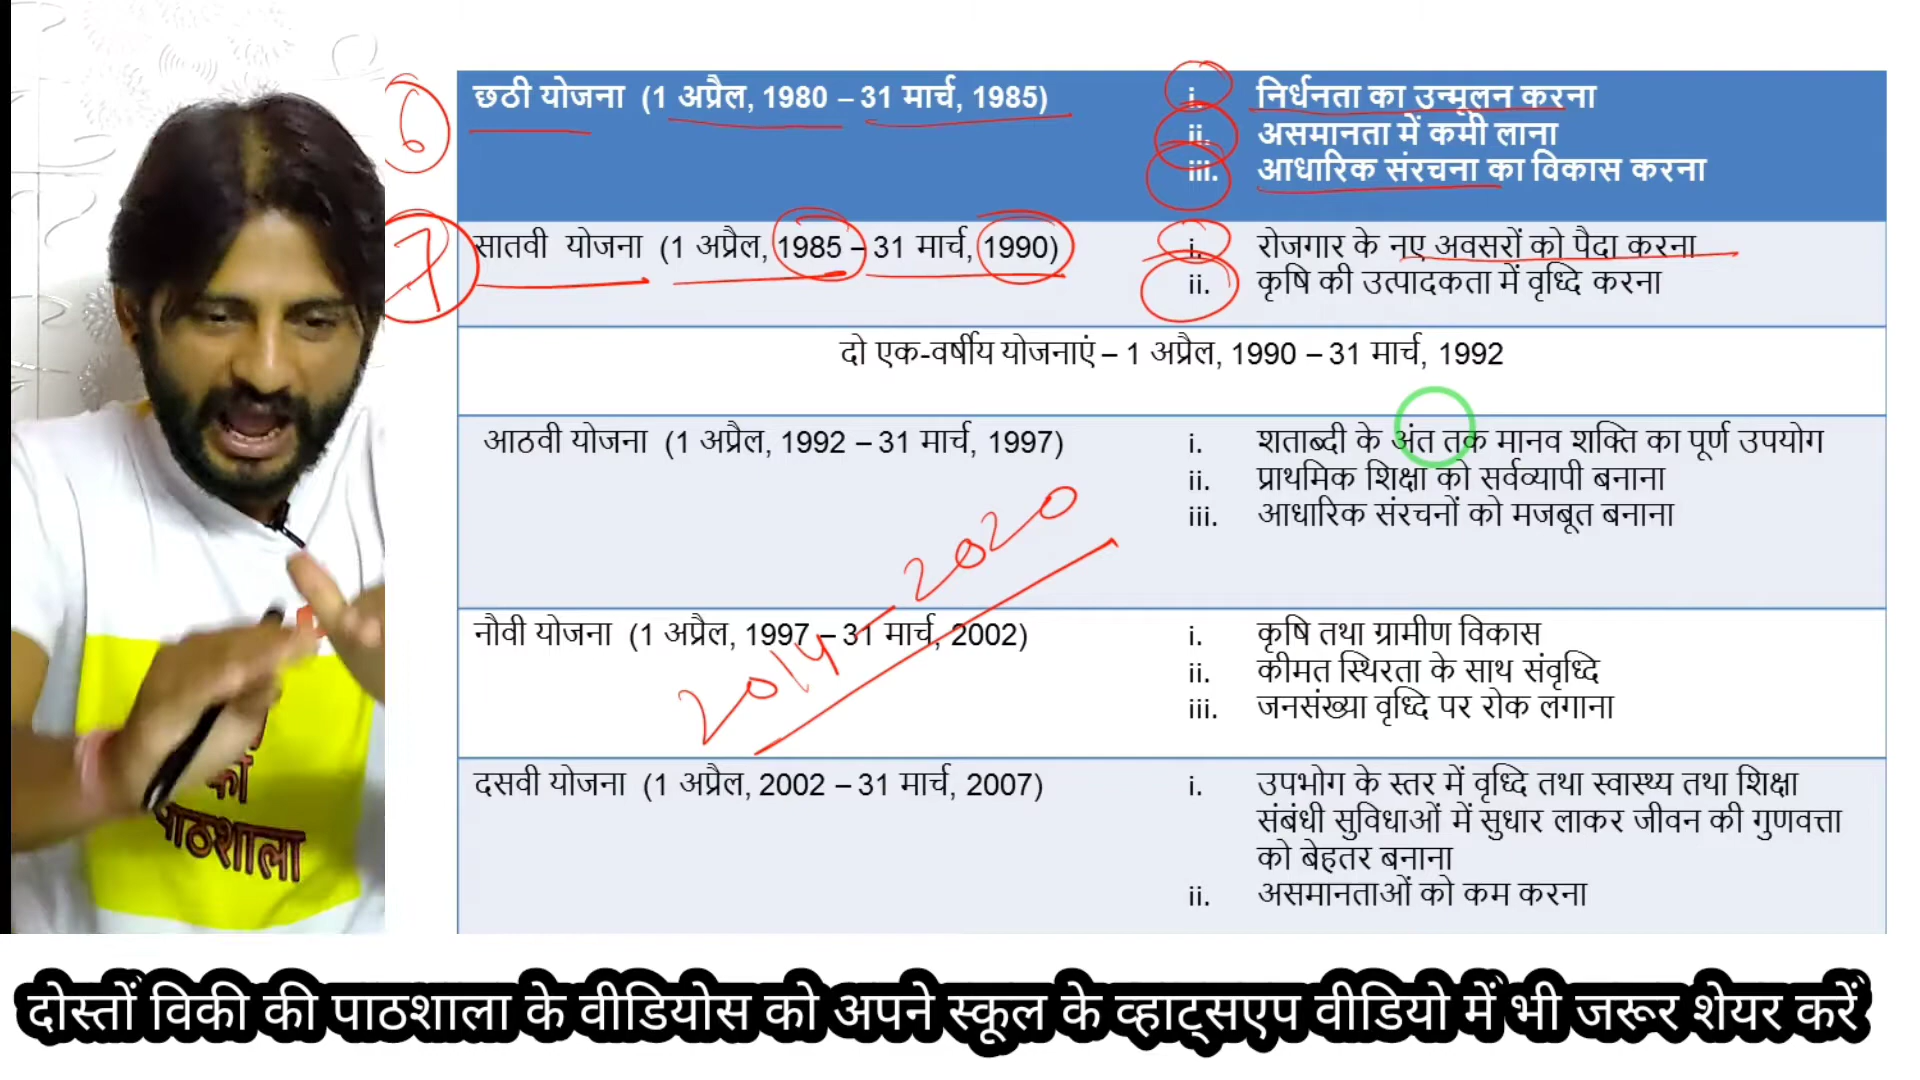 छठी योजना (1 अप्रैल, 1980 – 31 मार्च, 1985)
i. निर्धनता का उन्मूलन करना
ii. असमानता में कमी लाना
iii. आधारिक संरचना का विकास करना
6
सातवी योजना (1 अप्रैल, 1985 – 31 मार्च, 1990)
i. रोजगार के नए अवसरों को पैदा करना
ii. कृषि की उत्पादकता में वृध्दि करना
7
दो एक-वर्षीय योजनाएं – 1 अप्रैल, 1990 – 31 मार्च, 1992
आठवी योजना (1 अप्रैल, 1992 – 31 मार्च, 1997)
i. शताब्दी के अंत तक मानव शक्ति का पूर्ण उपयोग
ii. प्राथमिक शिक्षा को सर्वव्यापी बनाना
iii. आधारिक संरचनों को मजबूत बनाना
2014 – 2020
नौवी योजना (1 अप्रैल, 1997 – 31 मार्च, 2002)
i. कृषि तथा ग्रामीण विकास
ii. कीमत स्थिरता के साथ संवृध्दि
iii. जनसंख्या वृध्दि पर रोक लगाना
दसवी योजना (1 अप्रैल, 2002 – 31 मार्च, 2007)
i. उपभोग के स्तर में वृध्दि तथा स्वास्थ्य तथा शिक्षा
संबंधी सुविधाओं में सुधार लाकर जीवन की गुणवत्ता
को बेहतर बनाना
ii. असमानताओं को कम करना
की
पाठशाला
दोस्तों विकी की पाठशाला के वीडियोस को अपने स्कूल के व्हाट्सएप वीडियो में भी जरूर शेयर करें